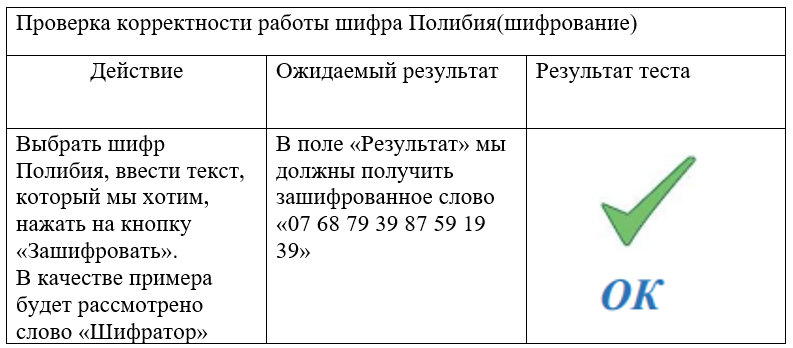 Проверка корректности работы шифра Полибия(шифрование)
Действие
Ожидаемый результат
Результат теста
Выбрать шифр
Полибия, ввести текст,
который мы хотим,
нажать на кнопку
«Зашифровать».
В качестве примера
будет рассмотрено
слово «Шифратор»
В поле «Результат» мы
должны получить
зашифрованное слово
«07 68 79 39 87 59 19
39»
ОК